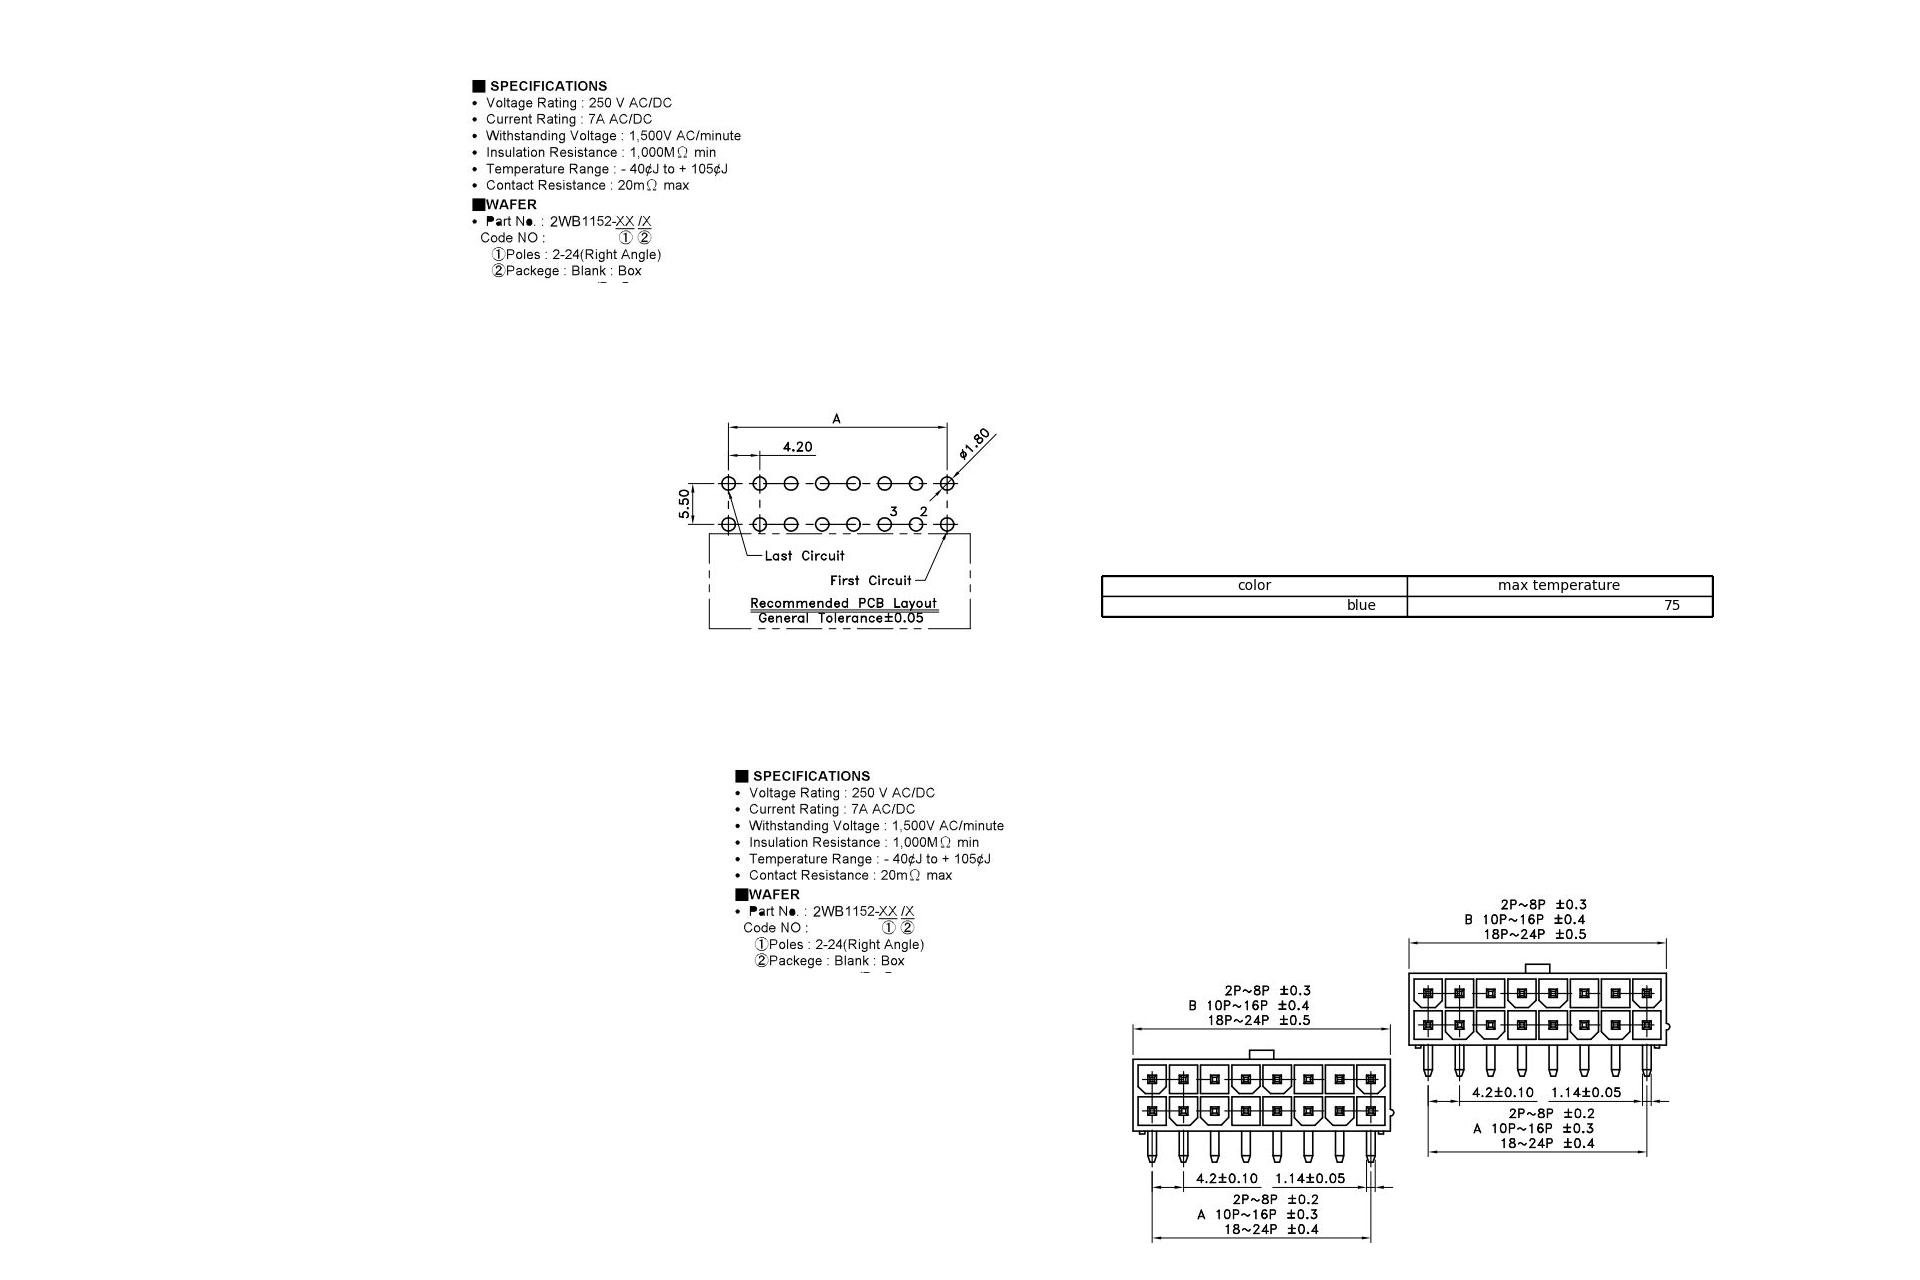 ■ SPECIFICATIONS
• Voltage Rating : 250 V AC/DC
• Current Rating : 7A AC/DC
• Withstanding Voltage : 1,500V AC/minute
• Insulation Resistance : 1,000MΩ min
• Temperature Range : - 40¢J to + 105¢J
• Contact Resistance : 20mΩ max
■WAFER
• Part No. : 2WB1152-XX /X
Code NO : ① ②
①Poles : 2-24(Right Angle)
②Packege : Blank : Box
A
4.20
ø1.80
5.50
3 2
Last Circuit
First Circuit
Recommended PCB Layout
General Tolerance±0.05
color max temperature
blue 75
■ SPECIFICATIONS
• Voltage Rating : 250 V AC/DC
• Current Rating : 7A AC/DC
• Withstanding Voltage : 1,500V AC/minute
• Insulation Resistance : 1,000MΩ min
• Temperature Range : - 40¢J to + 105¢J
• Contact Resistance : 20mΩ max
■WAFER
• Part No. : 2WB1152-XX /X
Code NO : ① ②
①Poles : 2-24(Right Angle)
②Packege : Blank : Box
2P~8P ±0.3
B 10P~16P ±0.4
18P~24P ±0.5
4.2±0.10 1.14±0.05
2P~8P ±0.2
A 10P~16P ±0.3
18~24P ±0.4
2P~8P ±0.3
B 10P~16P ±0.4
18P~24P ±0.5
4.2±0.10 1.14±0.05
2P~8P ±0.2
A 10P~16P ±0.3
18~24P ±0.4